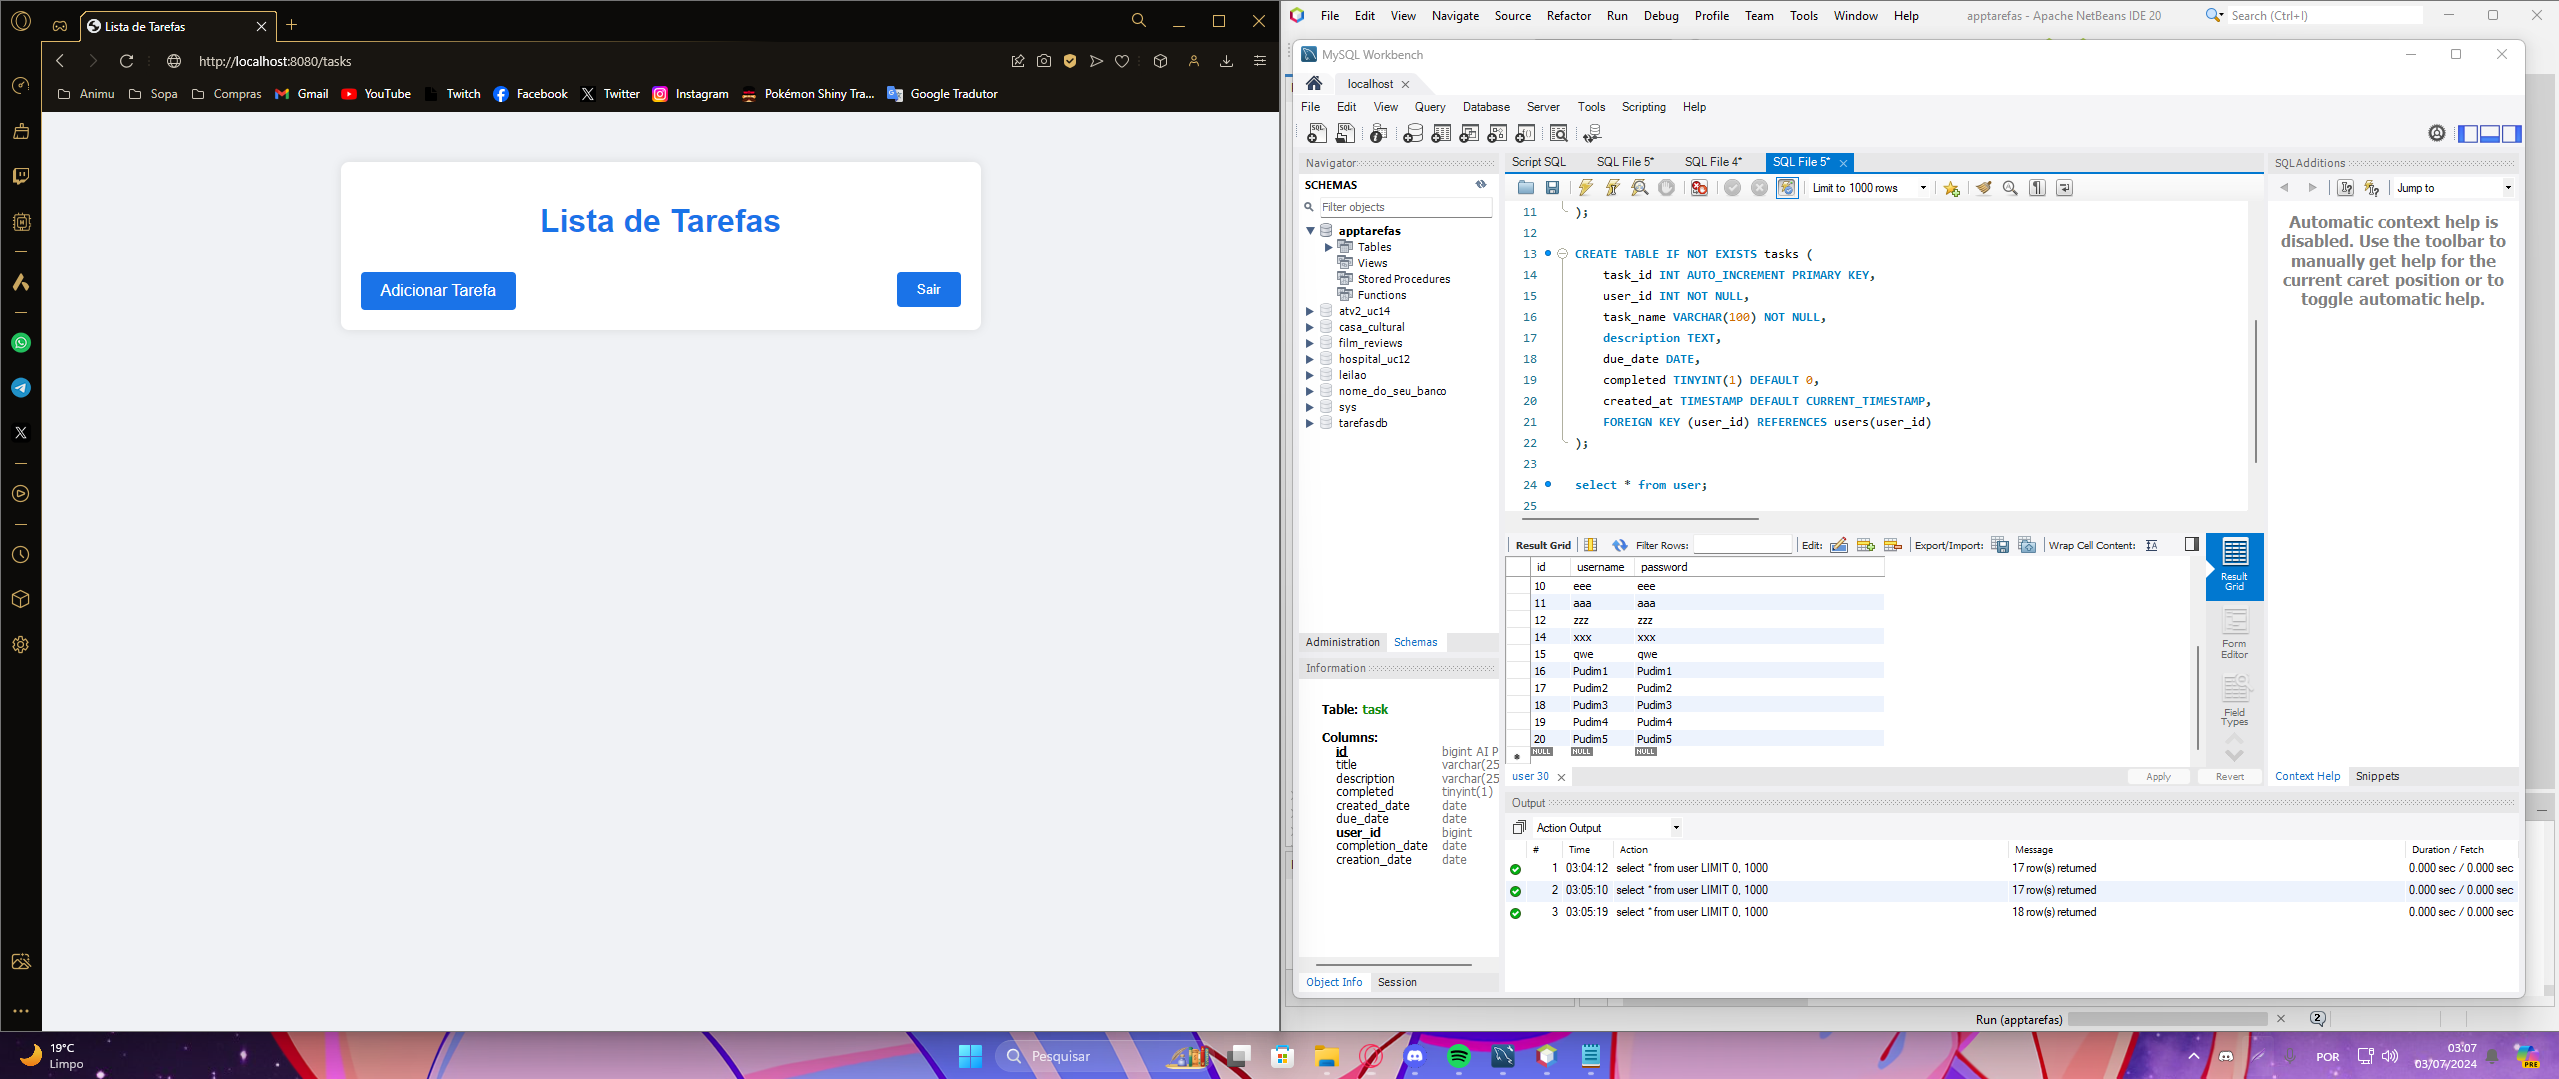 Lista de Tarefas
http://localhost:8080/tasks
Animu
Sopa
Compras
Gmail
YouTube
Twitch
Facebook
Twitter
Instagram
Pokémon Shiny Tra...
Google Tradutor
Lista de Tarefas
Adicionar Tarefa
Sair
File Edit View Navigate Source Refactor Run Debug Profile Team Tools Window Help
apptarefas - Apache NetBeans IDE 20
Search (Ctrl+I)
MySQL Workbench
localhost
File Edit View Query Database Server Tools Scripting Help
Navigator
SCHEMAS
Filter objects
apptarefas
Tables
Views
Stored Procedures
Functions
atv2_uc14
casa_cultural
film_reviews
hospital_uc12
leilao
nome_do_seu_banco
sys
tarefasdb
Administration Schemas
Information
Table: task
Columns:
id bigint AI P
title varchar(25
description varchar(25
completed tinyint(1)
created_date date
due_date date
user_id bigint
completion_date date
creation_date date
Object Info Session
Script SQL SQL File 5* SQL File 4* SQL File 5*
Limit to 1000 rows
11 );
12
13 CREATE TABLE IF NOT EXISTS tasks (
14 task_id INT AUTO_INCREMENT PRIMARY KEY,
15 user_id INT NOT NULL,
16 task_name VARCHAR(100) NOT NULL,
17 description TEXT,
18 due_date DATE,
19 completed TINYINT(1) DEFAULT 0,
20 created_at TIMESTAMP DEFAULT CURRENT_TIMESTAMP,
21 FOREIGN KEY (user_id) REFERENCES users(user_id)
22 );
23
24 select * from user;
25
Result Grid Filter Rows: Edit: Export/Import: Wrap Cell Content:
id username password
10 eee eee
11 aaa aaa
12 zzz zzz
14 xxx xxx
15 qwe qwe
16 Pudim1 Pudim1
17 Pudim2 Pudim2
18 Pudim3 Pudim3
19 Pudim4 Pudim4
20 Pudim5 Pudim5
NULL NULL NULL
Result
Grid
Form
Editor
Field
Types
user 30
Apply Revert
SQLAdditions
Jump to
Automatic context help is
disabled. Use the toolbar to
manually get help for the
current caret position or to
toggle automatic help.
Context Help Snippets
Output
Action Output
# Time Action Message Duration / Fetch
1 03:04:12 select * from user LIMIT 0, 1000 17 row(s) returned 0.000 sec / 0.000 sec
2 03:05:10 select * from user LIMIT 0, 1000 17 row(s) returned 0.000 sec / 0.000 sec
3 03:05:19 select * from user LIMIT 0, 1000 18 row(s) returned 0.000 sec / 0.000 sec
Run (apptarefas)
2
19°C
Limpo
Pesquisar
POR
03:07
03/07/2024
PRE